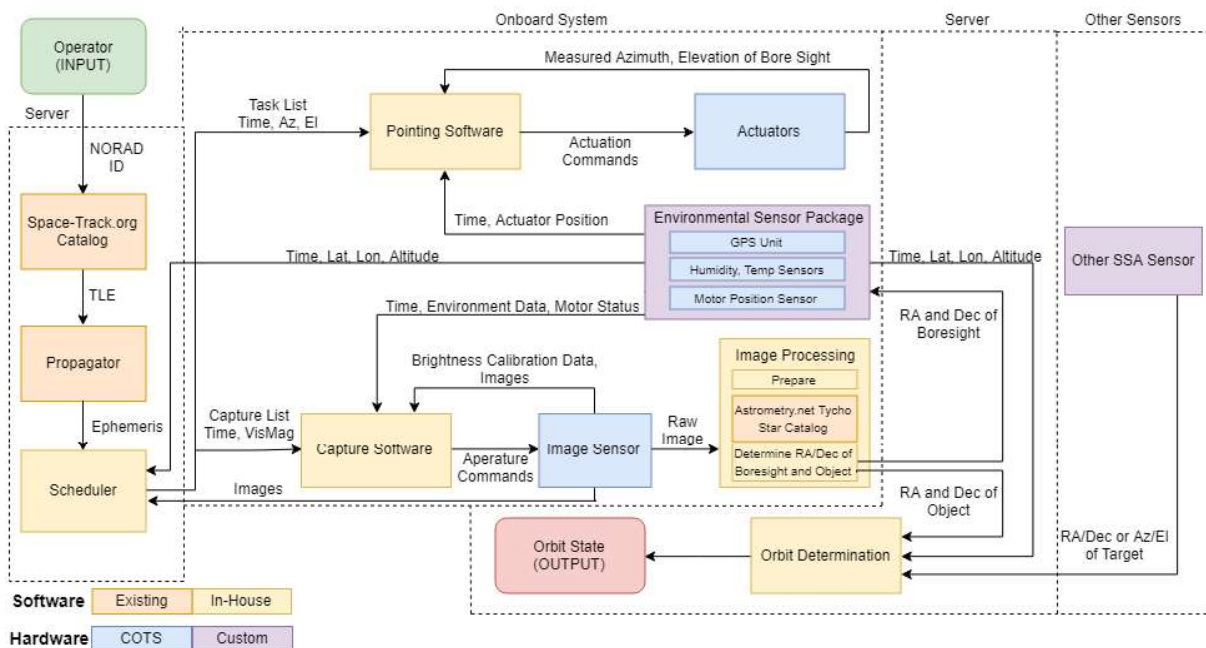 Onboard System
Server
Other Sensors
Operator
(INPUT)
Server
NORAD
ID
Space-Track.org
Catalog
TLE
Propagator
Ephemeris
Scheduler
Task List
Time, Az, El
Pointing Software
Measured Azimuth, Elevation of Bore Sight
Actuation
Commands
Actuators
Time, Actuator Position
Environmental Sensor Package
GPS Unit
Humidity, Temp Sensors
Motor Position Sensor
Time, Lat, Lon, Altitude
Time, Lat, Lon, Altitude
Other SSA Sensor
Time, Environment Data, Motor Status
RA and Dec of
Boresight
Brightness Calibration Data,
Images
Capture List
Time, VisMag
Capture Software
Aperature
Commands
Image Sensor
Raw
Image
Image Processing
Prepare
Astrometry.net Tycho
Star Catalog
Determine RA/Dec of
Boresight and Object
Images
RA and Dec of
Object
Orbit State
(OUTPUT)
Orbit Determination
RA/Dec or Az/El
of Target
Software
Existing
In-House
Hardware
COTS
Custom